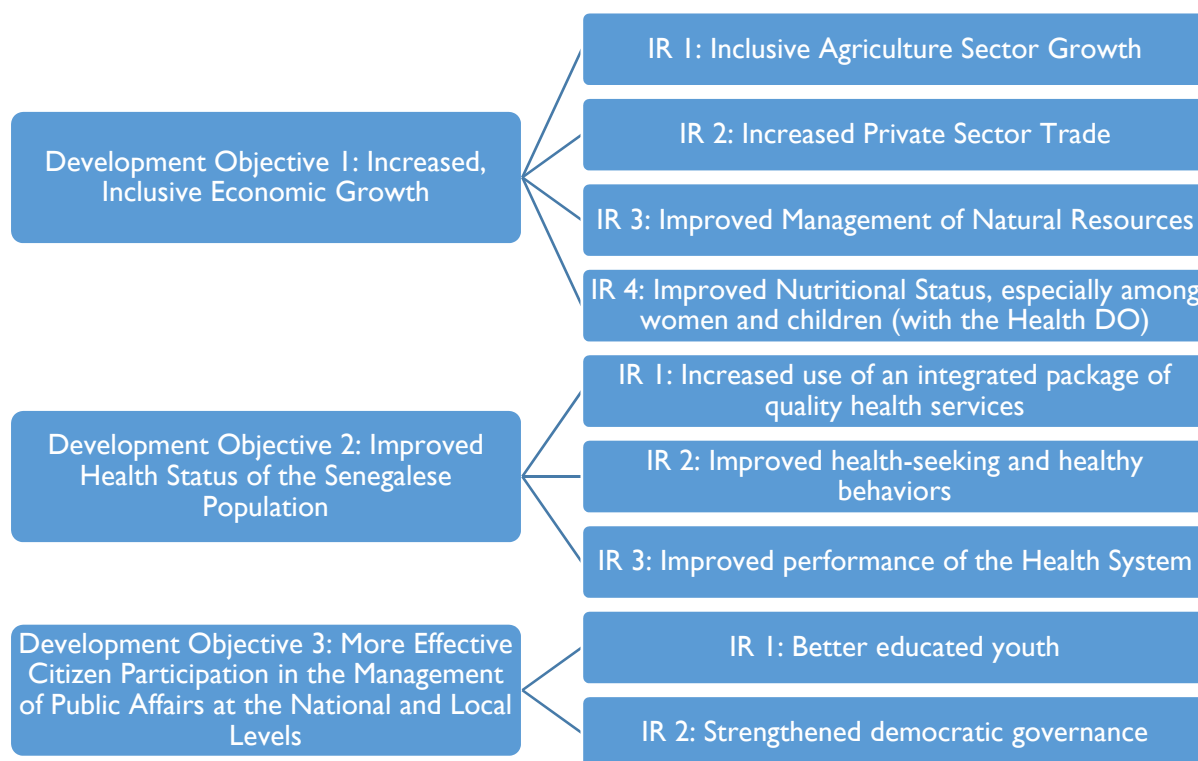 Development Objective 1: Increased,
Inclusive Economic Growth
IR 1: Inclusive Agriculture Sector Growth
IR 2: Increased Private Sector Trade
IR 3: Improved Management of Natural Resources
IR 4: Improved Nutritional Status, especially among
women and children (with the Health DO)
Development Objective 2: Improved
Health Status of the Senegalese
Population
IR 1: Increased use of an integrated package of
quality health services
IR 2: Improved health-seeking and healthy
behaviors
IR 3: Improved performance of the Health System
Development Objective 3: More Effective
Citizen Participation in the Management
of Public Affairs at the National and Local
Levels
IR 1: Better educated youth
IR 2: Strengthened democratic governance